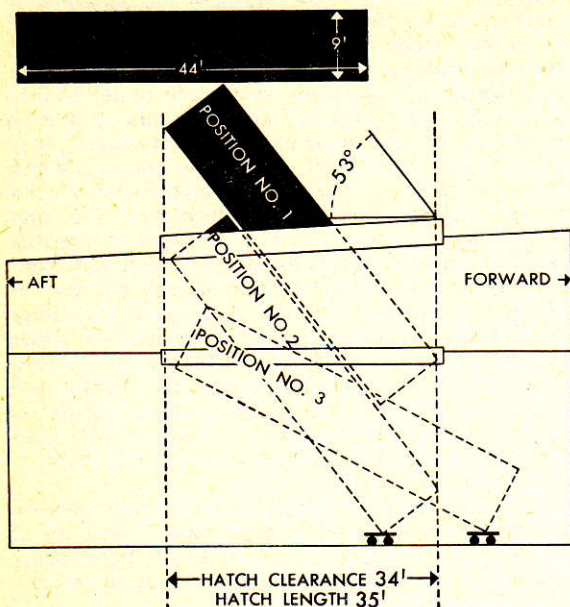 9'
44'
POSITION NO. 1
53°
POSITION NO. 2
← AFT
FORWARD →
POSITION NO. 3
HATCH CLEARANCE 34'
HATCH LENGTH 35'